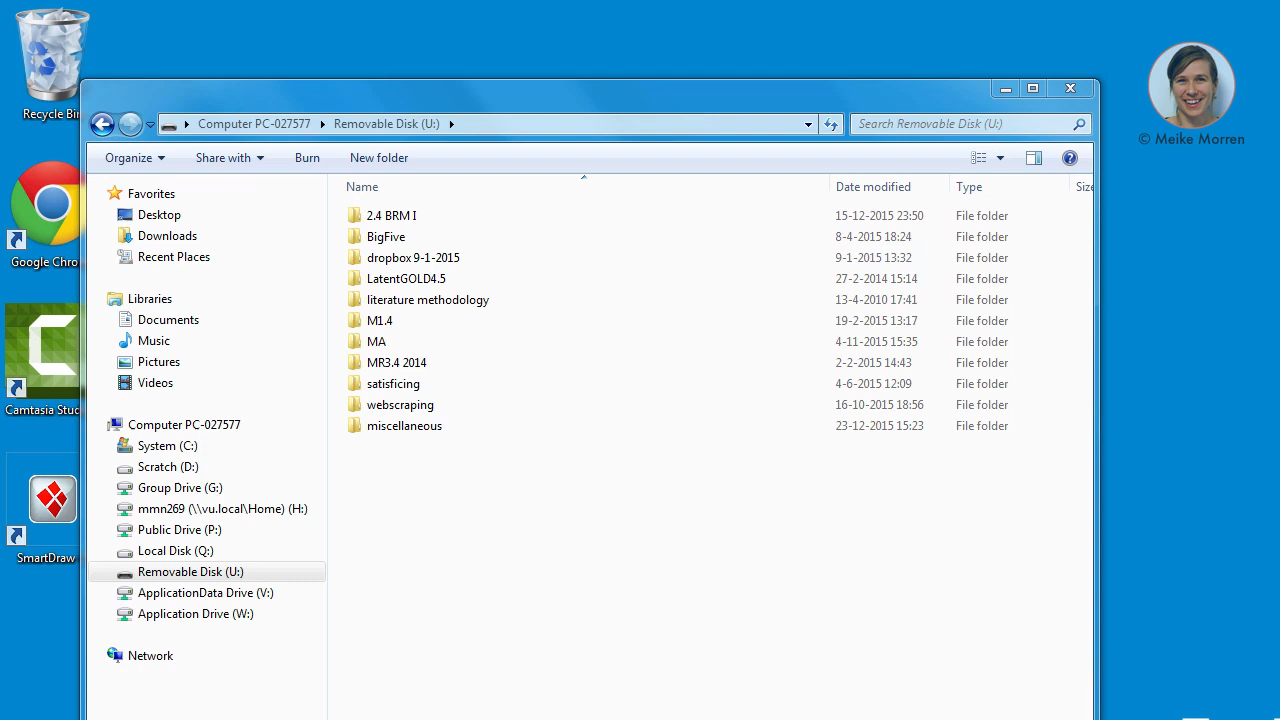 Recycle Bin
© Meike Morren
Computer PC-027577 Removable Disk (U:)
Search Removable Disk (U:)
Organize Share with Burn New folder
Name Date modified Type Size
Favorites
Desktop
Downloads
Recent Places
Libraries
Documents
Music
Pictures
Videos
Computer PC-027577
System (C:)
Scratch (D:)
Group Drive (G:)
mmn269 (\\vu.local\Home) (H:)
Public Drive (P:)
Local Disk (Q:)
Removable Disk (U:)
ApplicationData Drive (V:)
Application Drive (W:)
Network
2.4 BRM I 15-12-2015 23:50 File folder
BigFive 8-4-2015 18:24 File folder
dropbox 9-1-2015 9-1-2015 13:32 File folder
LatentGOLD4.5 27-2-2014 15:14 File folder
literature methodology 13-4-2010 17:41 File folder
M1.4 19-2-2015 13:17 File folder
MA 4-11-2015 15:35 File folder
MR3.4 2014 2-2-2015 14:43 File folder
satisficing 4-6-2015 12:09 File folder
webscraping 16-10-2015 18:56 File folder
miscellaneous 23-12-2015 15:23 File folder
Google Chro
Camtasia Stud
SmartDraw